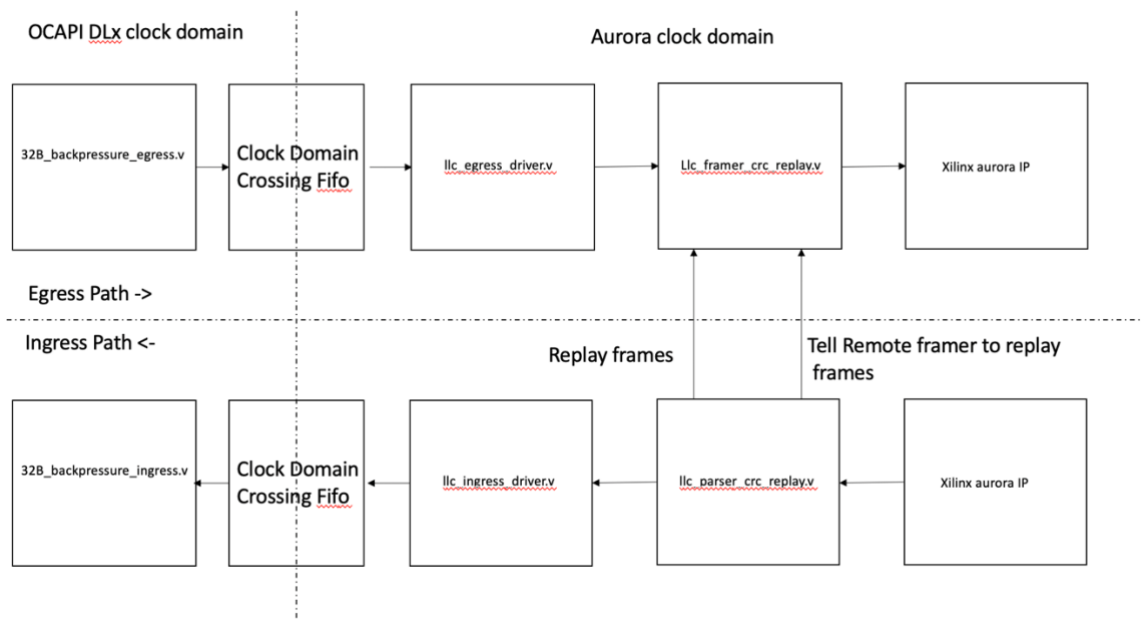 OCAPI DLx clock domain
Aurora clock domain
32B_backpressure_egress.v
Clock Domain
Crossing Fifo
llc_egress_driver.v
Llc_framer_crc_replay.v
Xilinx aurora IP
Egress Path ->
Ingress Path <-
Replay frames
Tell Remote framer to replay
frames
32B_backpressure_ingress.v
Clock Domain
Crossing Fifo
llc_ingress_driver.v
llc_parser_crc_replay.v
Xilinx aurora IP